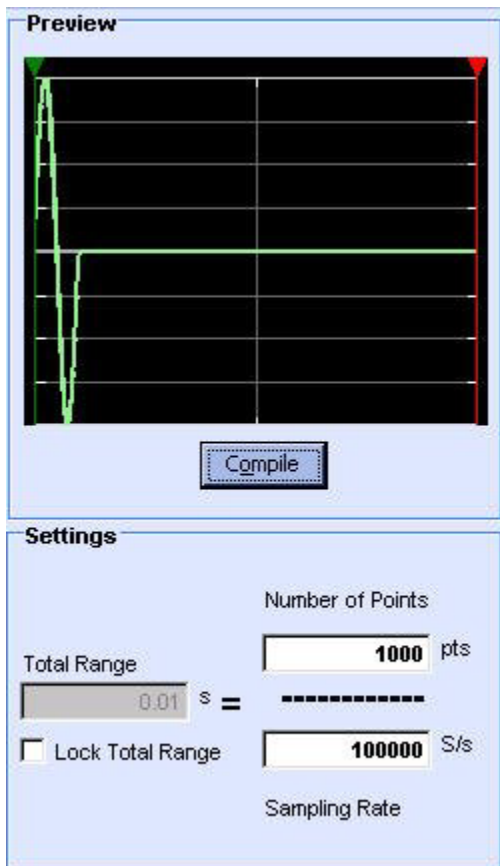 Preview
Compile
Settings
Number of Points
1000 pts
Total Range
0.01 s =
------------
Lock Total Range
100000 S/s
Sampling Rate